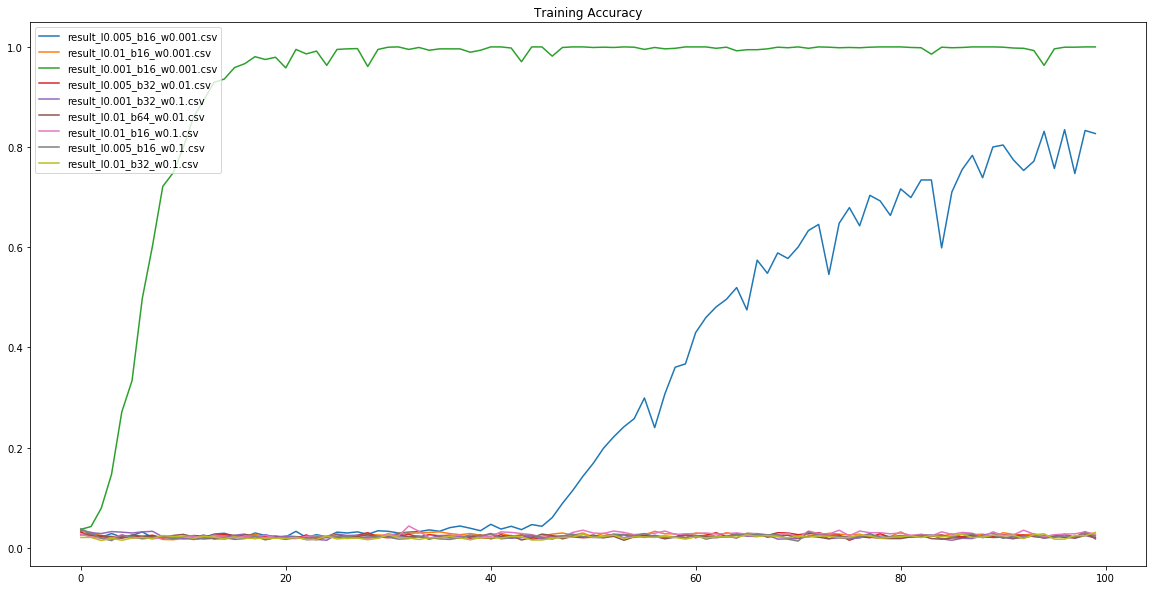 Training Accuracy
result_l0.005_b16_w0.001.csv
result_l0.01_b16_w0.001.csv
result_l0.001_b16_w0.001.csv
result_l0.005_b32_w0.01.csv
result_l0.001_b32_w0.1.csv
result_l0.01_b64_w0.01.csv
result_l0.01_b16_w0.1.csv
result_l0.005_b16_w0.1.csv
result_l0.01_b32_w0.1.csv
1.0
0.8
0.6
0.4
0.2
0.0
0 20 40 60 80 100